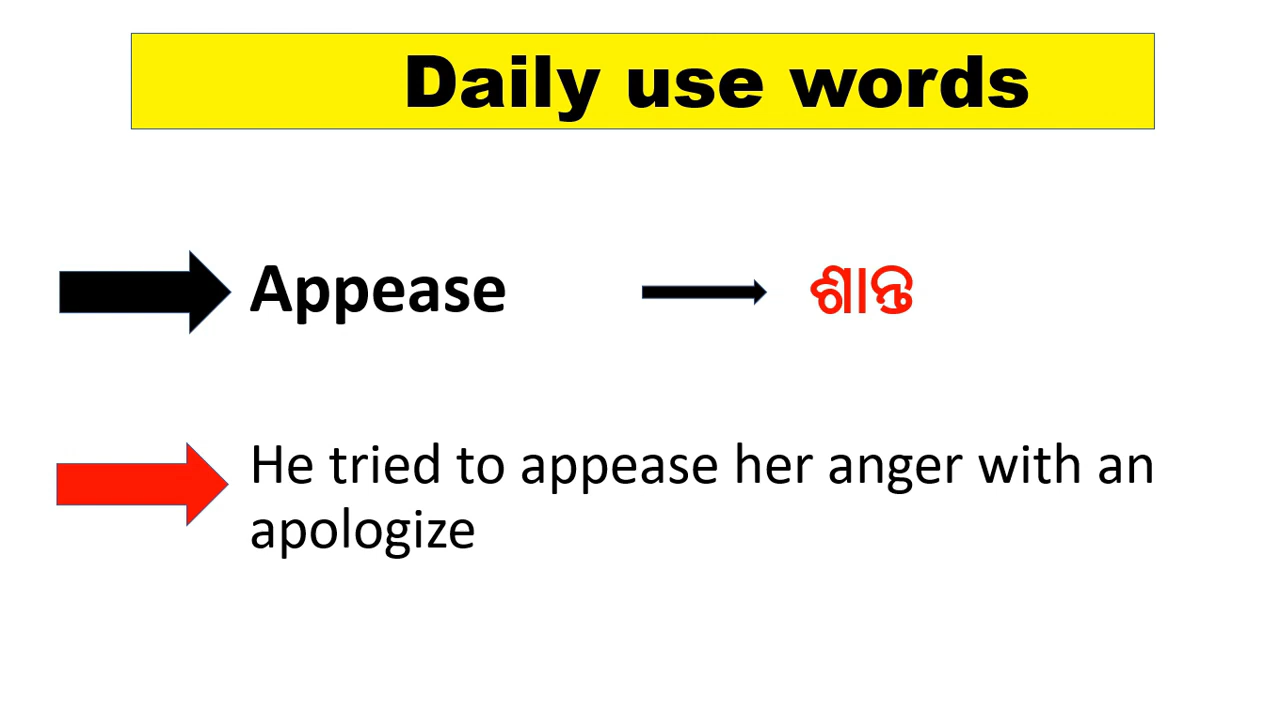 Daily use words
Appease ଶାନ୍ତ
He tried to appease her anger with an
apologize